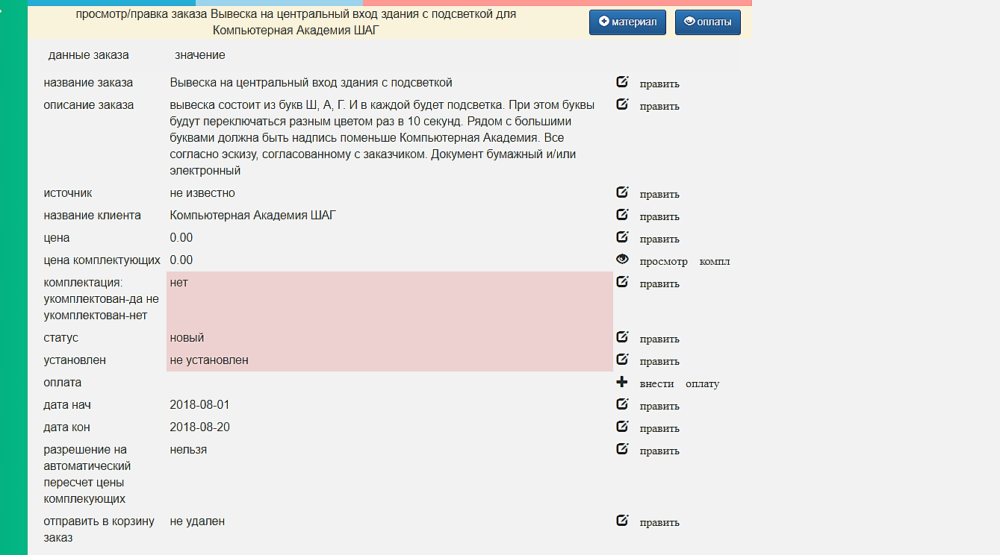 просмотр/правка заказа Вывеска на центральный вход здания с подсветкой для
Компьютерная Академия ШАГ
материал
оплаты
данные заказа значение
название заказа Вывеска на центральный вход здания с подсветкой править
описание заказа вывеска состоит из букв Ш, А, Г. И в каждой будет подсветка. При этом буквы править
будут переключаться разным цветом раз в 10 секунд. Рядом с большими
буквами должна быть надпись поменьше Компьютерная Академия. Все
согласно эскизу, согласованному с заказчиком. Документ бумажный и/или
электронный
источник не известно править
название клиента Компьютерная Академия ШАГ править
цена 0.00 править
цена комплектующих 0.00 просмотр компл
комплектация: нет править
укомплектован-да не
укомплектован-нет
статус новый править
установлен не установлен править
оплата внести оплату
дата нач 2018-08-01 править
дата кон 2018-08-20 править
разрешение на нельзя править
автоматический
пересчет цены
комплекующих
отправить в корзину не удален править
заказ